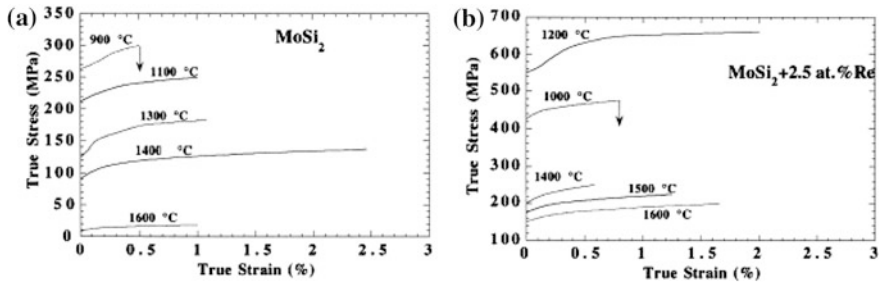 (a)
MoSi2
900 °C
1100 °C
1300 °C
1400 °C
1600 °C
350
300
250
200
150
100
50
0
0
0.5
1
1.5
2
2.5
3
True Stress (MPa)
True Strain (%)
(b)
1200 °C
MoSi2+2.5 at.%Re
1000 °C
1400 °C
1500 °C
1600 °C
700
600
500
400
300
200
100
0
0.5
1
1.5
2
2.5
3
True Stress (MPa)
True Strain (%)